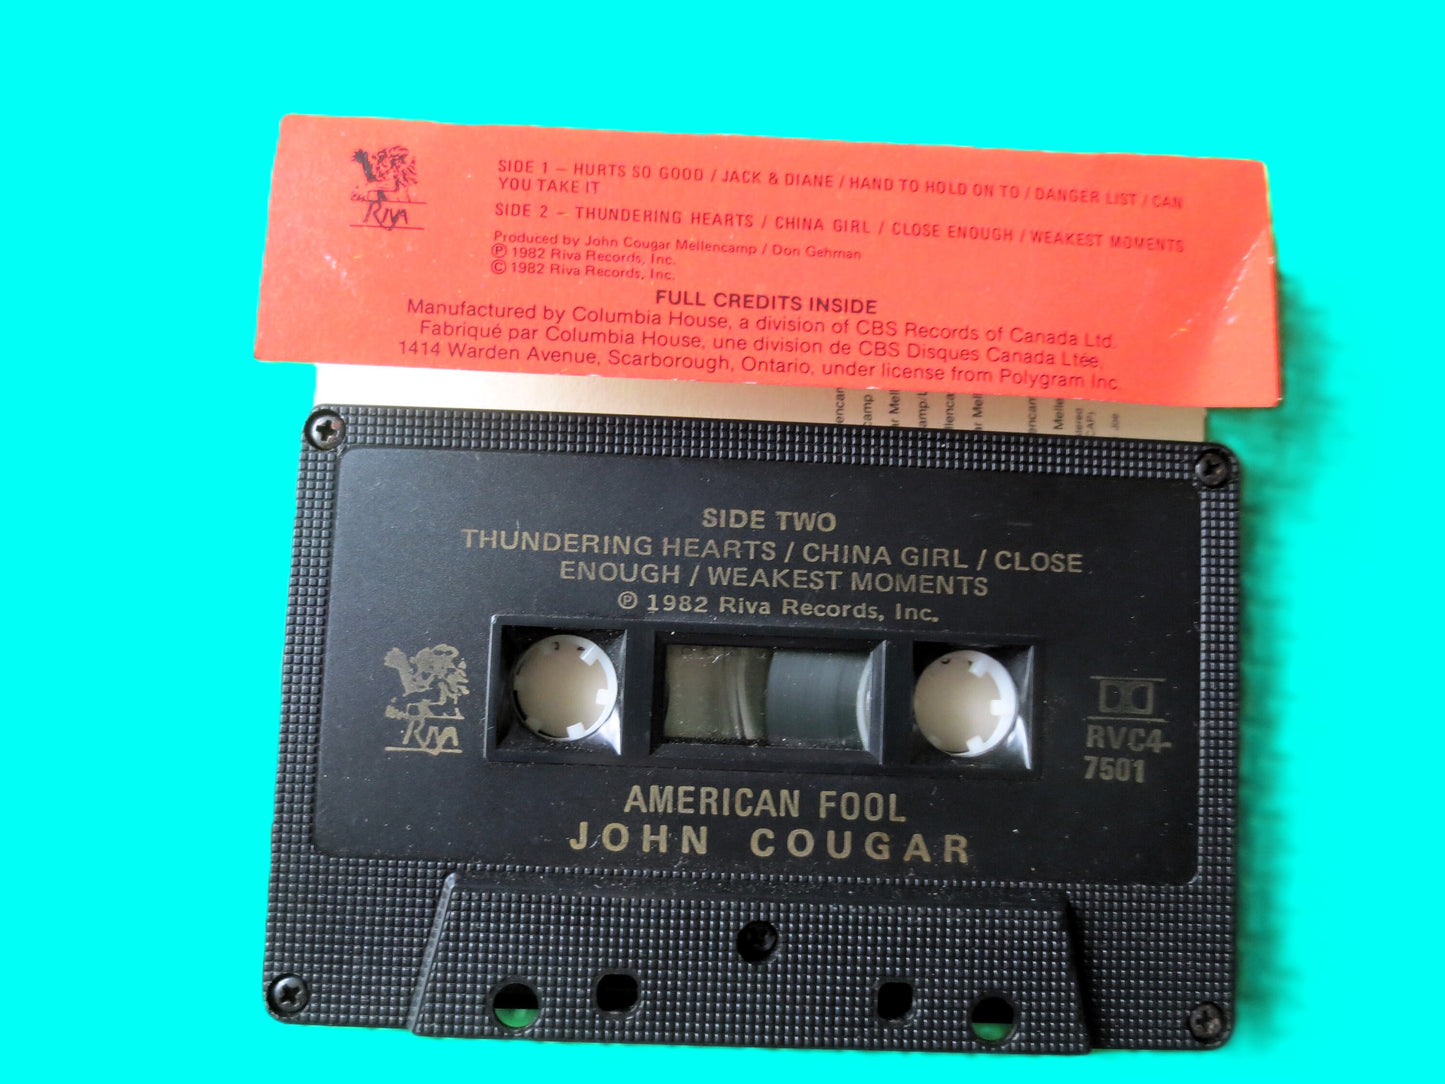 Riva
SIDE 1 – HURTS SO GOOD / JACK & DIANE / HAND TO HOLD ON TO / DANGER LIST / CAN
YOU TAKE IT
SIDE 2 – THUNDERING HEARTS / CHINA GIRL / CLOSE ENOUGH / WEAKEST MOMENTS
Produced by John Cougar Mellencamp / Don Gehman
℗ 1982 Riva Records, Inc.
© 1982 Riva Records, Inc.
FULL CREDITS INSIDE
Manufactured by Columbia House, a division of CBS Records of Canada Ltd.
Fabriqué par Columbia House, une division de CBS Disques Canada Ltée,
1414 Warden Avenue, Scarborough, Ontario, under license from Polygram Inc.
SIDE TWO
THUNDERING HEARTS / CHINA GIRL / CLOSE
ENOUGH / WEAKEST MOMENTS
℗ 1982 Riva Records, Inc.
Riva
RVC4-
7501
AMERICAN FOOL
JOHN COUGAR